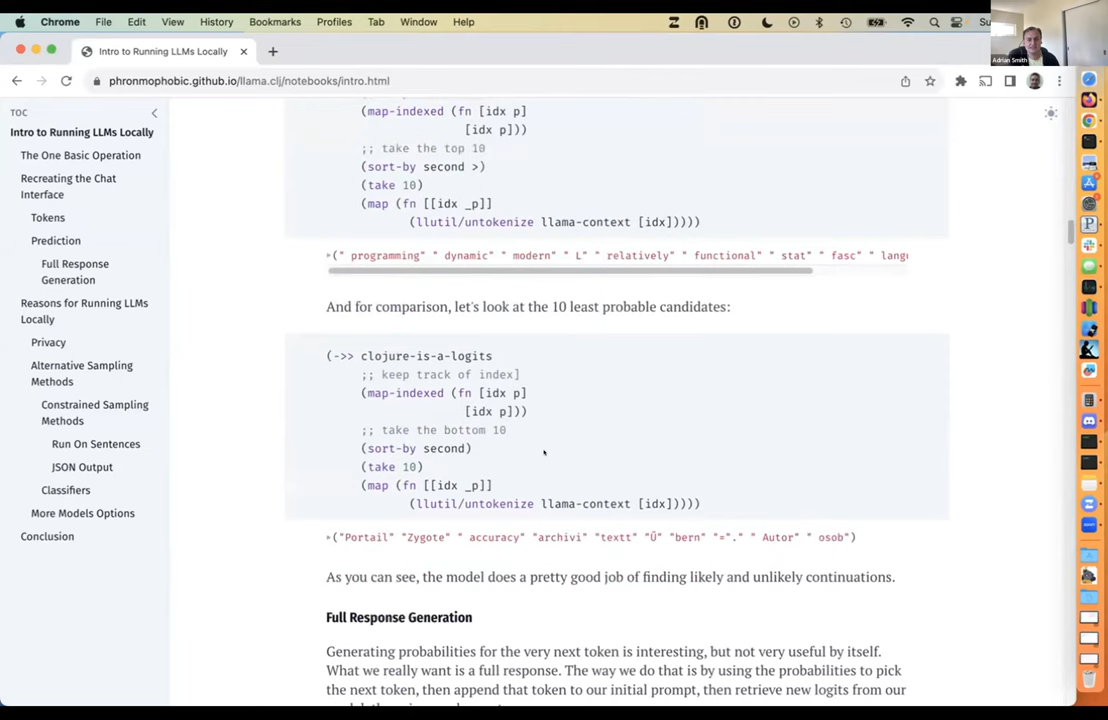 Chrome File Edit View History Bookmarks Profiles Tab Window Help
Adrian Smith
Intro to Running LLMs Locally
phronmophobic.github.io/llama.clj/notebooks/intro.html
TOC
Intro to Running LLMs Locally
The One Basic Operation
Recreating the Chat
Interface
Tokens
Prediction
Full Response
Generation
Reasons for Running LLMs
Locally
Privacy
Alternative Sampling
Methods
Constrained Sampling
Methods
Run On Sentences
JSON Output
Classifiers
More Models Options
Conclusion
(map-indexed (fn [idx p]
[idx p]))
;; take the top 10
(sort-by second >)
(take 10)
(map (fn [[idx _p]]
(llutil/untokenize llama-context [idx]))))
(" programming" " dynamic" " modern" " L" " relatively" " functional" " stat" " fasc" " lang
And for comparison, let's look at the 10 least probable candidates:
(->> clojure-is-a-logits
;; keep track of index]
(map-indexed (fn [idx p]
[idx p]))
;; take the bottom 10
(sort-by second)
(take 10)
(map (fn [[idx _p]]
(llutil/untokenize llama-context [idx]))))
("Portail" "Zygote" " accuracy" "archivi" "textt" "Ű" "bern" "="." " Autor" " osob")
As you can see, the model does a pretty good job of finding likely and unlikely continuations.
Full Response Generation
Generating probabilities for the very next token is interesting, but not very useful by itself.
What we really want is a full response. The way we do that is by using the probabilities to pick
the next token, then append that token to our initial prompt, then retrieve new logits from our